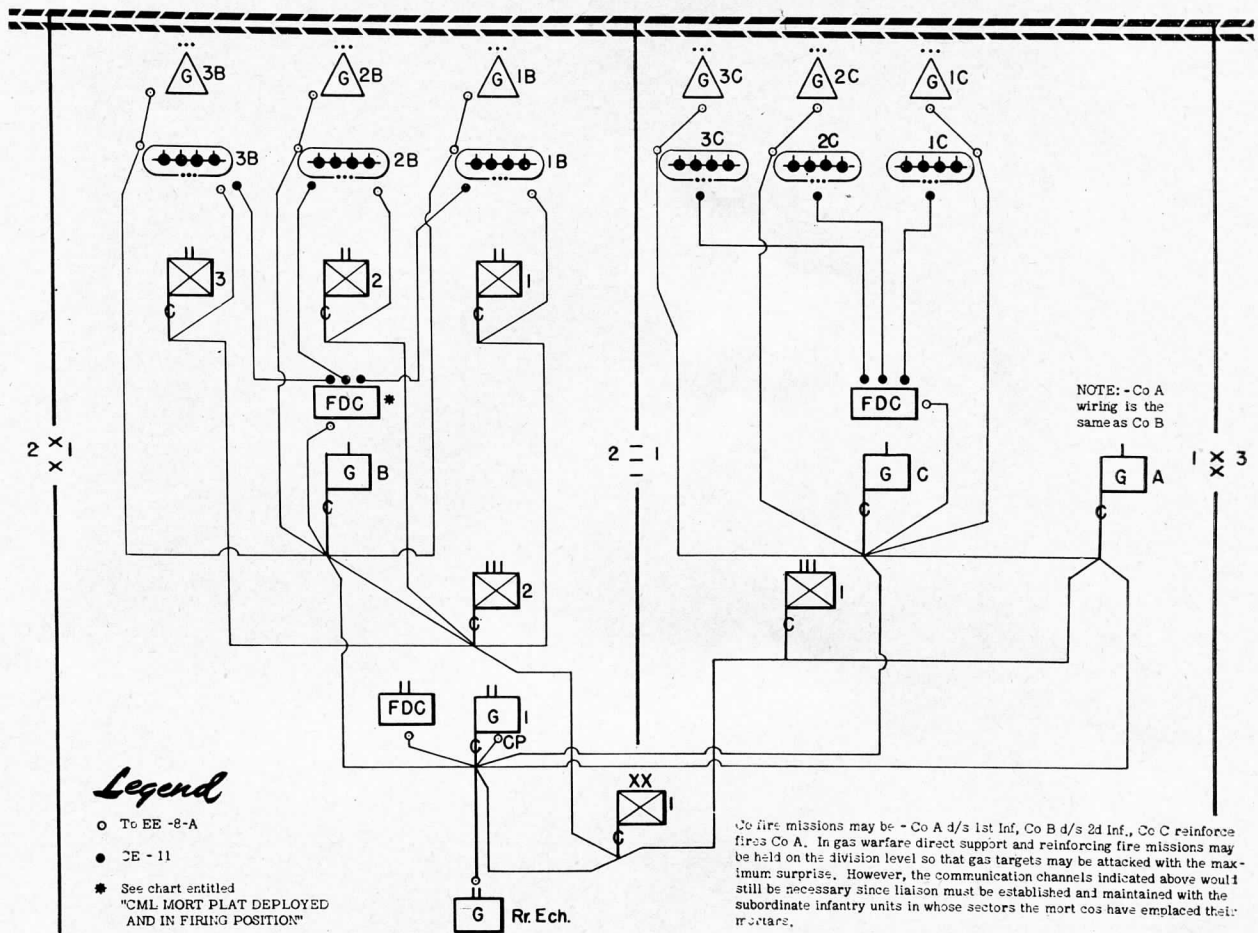 G 3B G 2B G 1B G 3C G 2C G 1C
3B 2B 1B 3C 2C 1C
3 2 1
C C C
FDC * FDC
NOTE: - Co A
wiring is the
same as Co B
2 X X 1
2 1
1 X X 3
G B
G C
G A
C C C
2 1
C C
FDC G 1
C CP
XX
1
C
Legend
To EE -8-A
CE - 11
* See chart entitled
"CML MORT PLAT DEPLOYED
AND IN FIRING POSITION"
G Rr. Ech.
Co fire missions may be - Co A d/s 1st Inf, Co B d/s 2d Inf., Co C reinforce
fires Co A. In gas warfare direct support and reinforcing fire missions may
be held on the division level so that gas targets may be attacked with the max-
imum surprise. However, the communication channels indicated above would
still be necessary since liaison must be established and maintained with the
subordinate infantry units in whose sectors the mort cos have emplaced their
mortars.